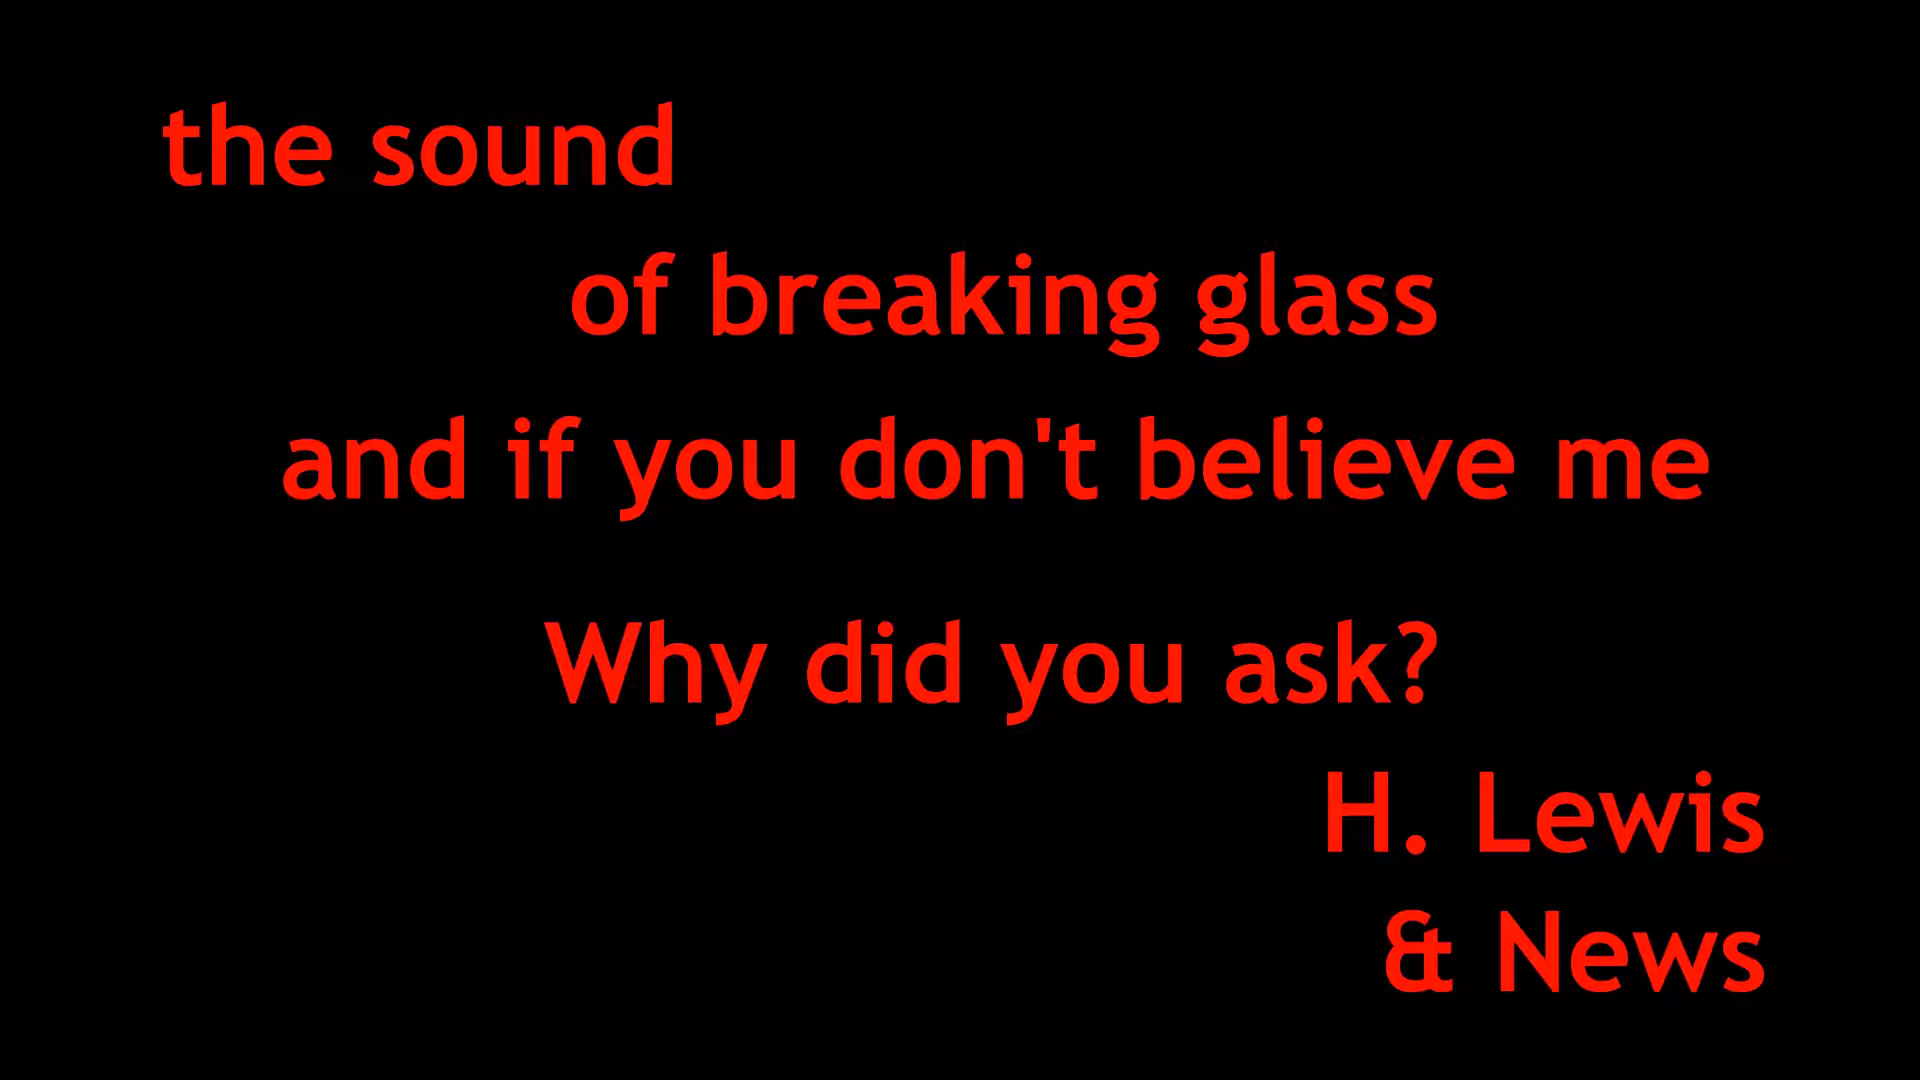 the sound
of breaking glass
and if you don't believe me
Why did you ask?
H. Lewis
& News